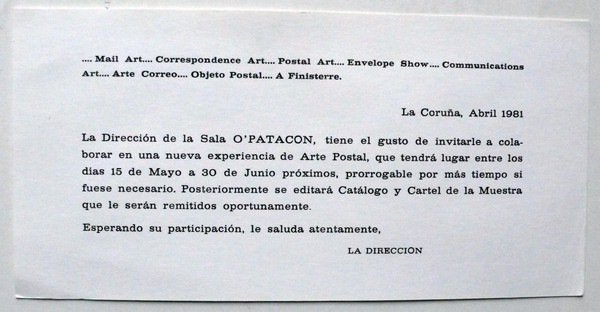 .... Mail Art.... Correspondence Art.... Postal Art.... Envelope Show.... Communications
Art.... Arte Correo.... Objeto Postal.... A Finisterre.
La Coruña, Abril 1981
La Dirección de la Sala O'PATACON, tiene el gusto de invitarle a cola-
borar en una nueva experiencia de Arte Postal, que tendrá lugar entre los
dias 15 de Mayo a 30 de Junio próximos, prorrogable por más tiempo si
fuese necesario. Posteriormente se editará Catálogo y Cartel de la Muestra
que le serán remitidos oportunamente.
Esperando su participación, le saluda atentamente,
LA DIRECCION